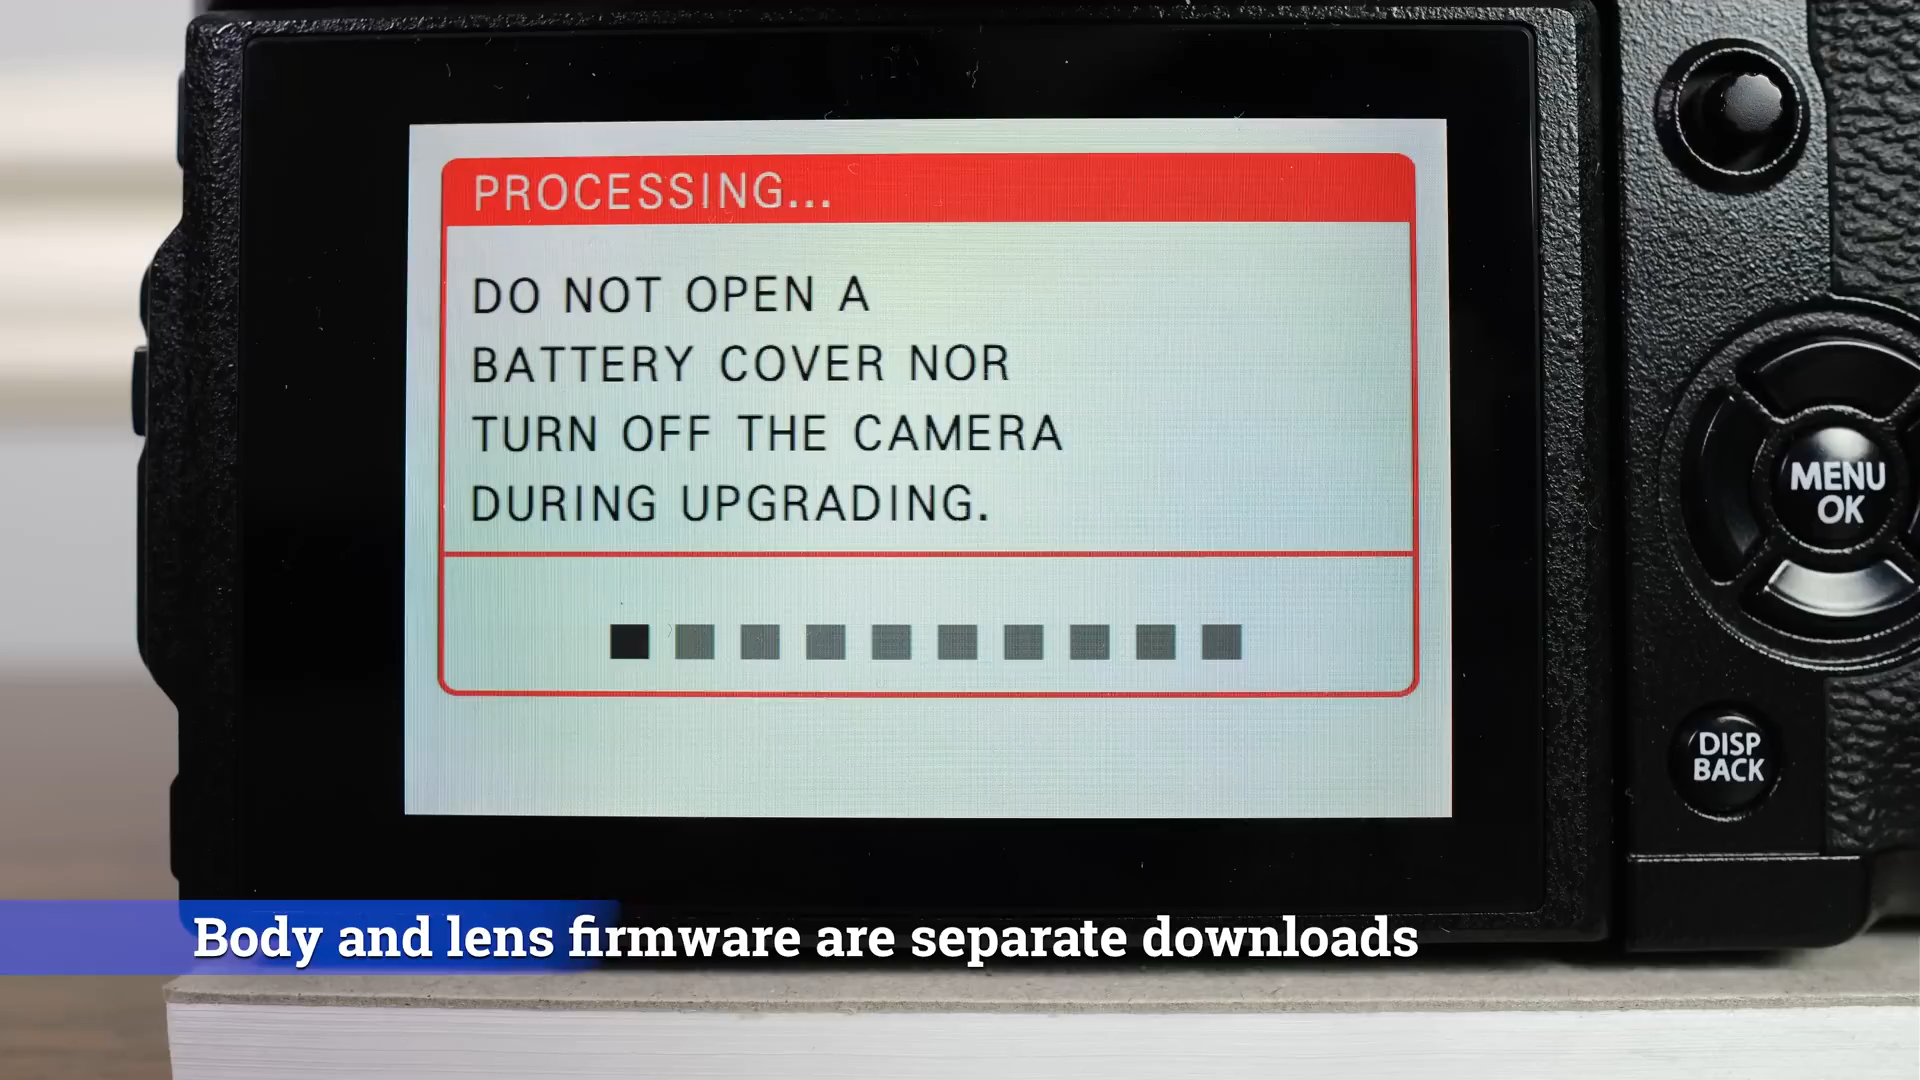 PROCESSING...
DO NOT OPEN A
BATTERY COVER NOR
TURN OFF THE CAMERA
DURING UPGRADING.
MENU
OK
DISP
BACK
Body and lens firmware are separate downloads